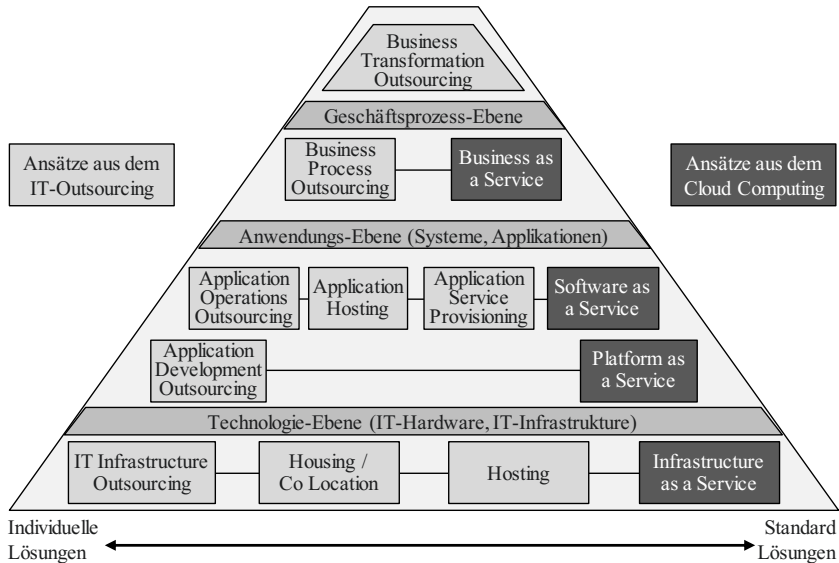 Business
Transformation
Outsourcing
Geschäftsprozess-Ebene
Ansätze aus dem
IT-Outsourcing
Business
Process
Outsourcing
Business as
a Service
Ansätze aus dem
Cloud Computing
Anwendungs-Ebene (Systeme, Applikationen)
Application
Operations
Outsourcing
Application
Hosting
Application
Service
Provisioning
Software as
a Service
Application
Development
Outsourcing
Platform as
a Service
Technologie-Ebene (IT-Hardware, IT-Infrastrukture)
IT Infrastructure
Outsourcing
Housing /
Co Location
Hosting
Infrastructure
as a Service
Individuelle
Lösungen
Standard
Lösungen